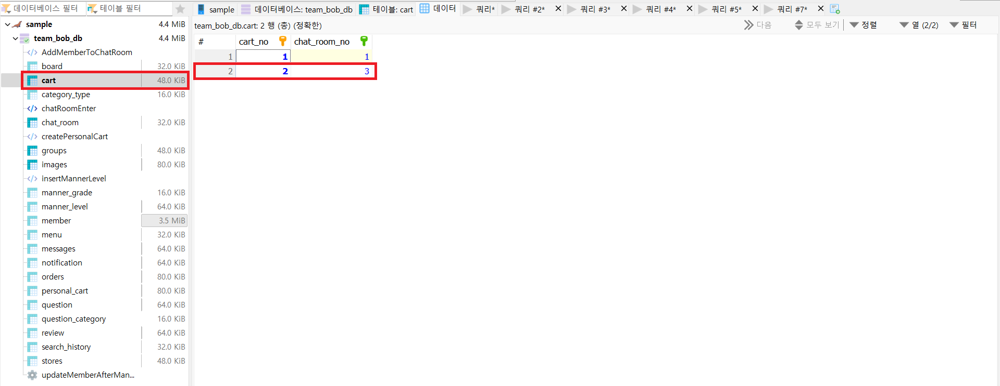 데이터베이스 필터 테이블 필터
sample 4.4 MiB
team_bob_db 4.4 MiB
AddMemberToChatRoom
board 32.0 KiB
cart 48.0 KiB
category_type 16.0 KiB
chatRoomEnter
chat_room 32.0 KiB
createPersonalCart
groups 48.0 KiB
images 80.0 KiB
insertMannerLevel
manner_grade 16.0 KiB
manner_level 64.0 KiB
member 3.5 MiB
menu 32.0 KiB
messages 64.0 KiB
notification 64.0 KiB
orders 80.0 KiB
personal_cart 80.0 KiB
question 64.0 KiB
question_category 16.0 KiB
review 64.0 KiB
search_history 32.0 KiB
stores 48.0 KiB
updateMemberAfterMan...
sample 데이터베이스: team_bob_db 테이블: cart 데이터 쿼리* 쿼리 #2* 쿼리 #3* 쿼리 #4* 쿼리 #5* 쿼리 #7*
team_bob_db.cart: 2 행 (총) (정확한) 다음 모두 보기 정렬 열 (2/2) 필터
# cart_no chat_room_no
1 1 1
2 2 3